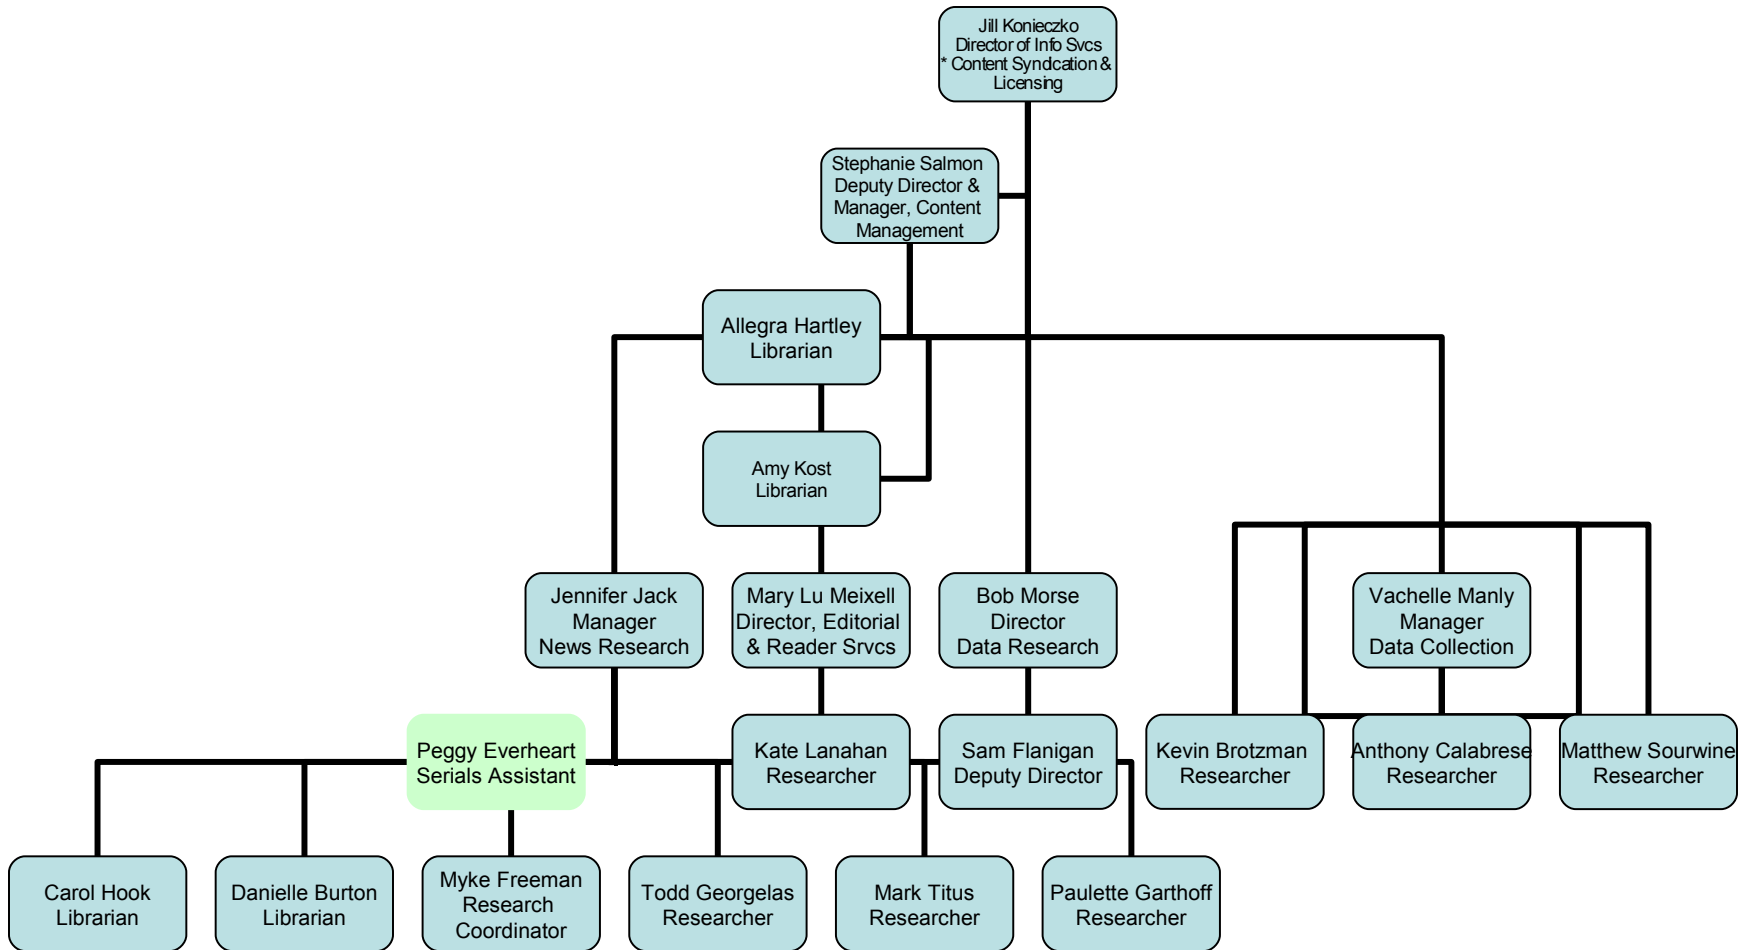 Jill Konieczko
Director of Info Svcs
* Content Syndication &
Licensing
Stephanie Salmon
Deputy Director &
Manager, Content
Management
Allegra Hartley
Librarian
Amy Kost
Librarian
Jennifer Jack
Manager
News Research
Mary Lu Meixell
Director, Editorial
& Reader Srvcs
Bob Morse
Director
Data Research
Vachelle Manly
Manager
Data Collection
Peggy Everheart
Serials Assistant
Kate Lanahan
Researcher
Sam Flanigan
Deputy Director
Kevin Brotzman
Researcher
Anthony Calabrese
Researcher
Matthew Sourwine
Researcher
Carol Hook
Librarian
Danielle Burton
Librarian
Myke Freeman
Research
Coordinator
Todd Georgelas
Researcher
Mark Titus
Researcher
Paulette Garthoff
Researcher